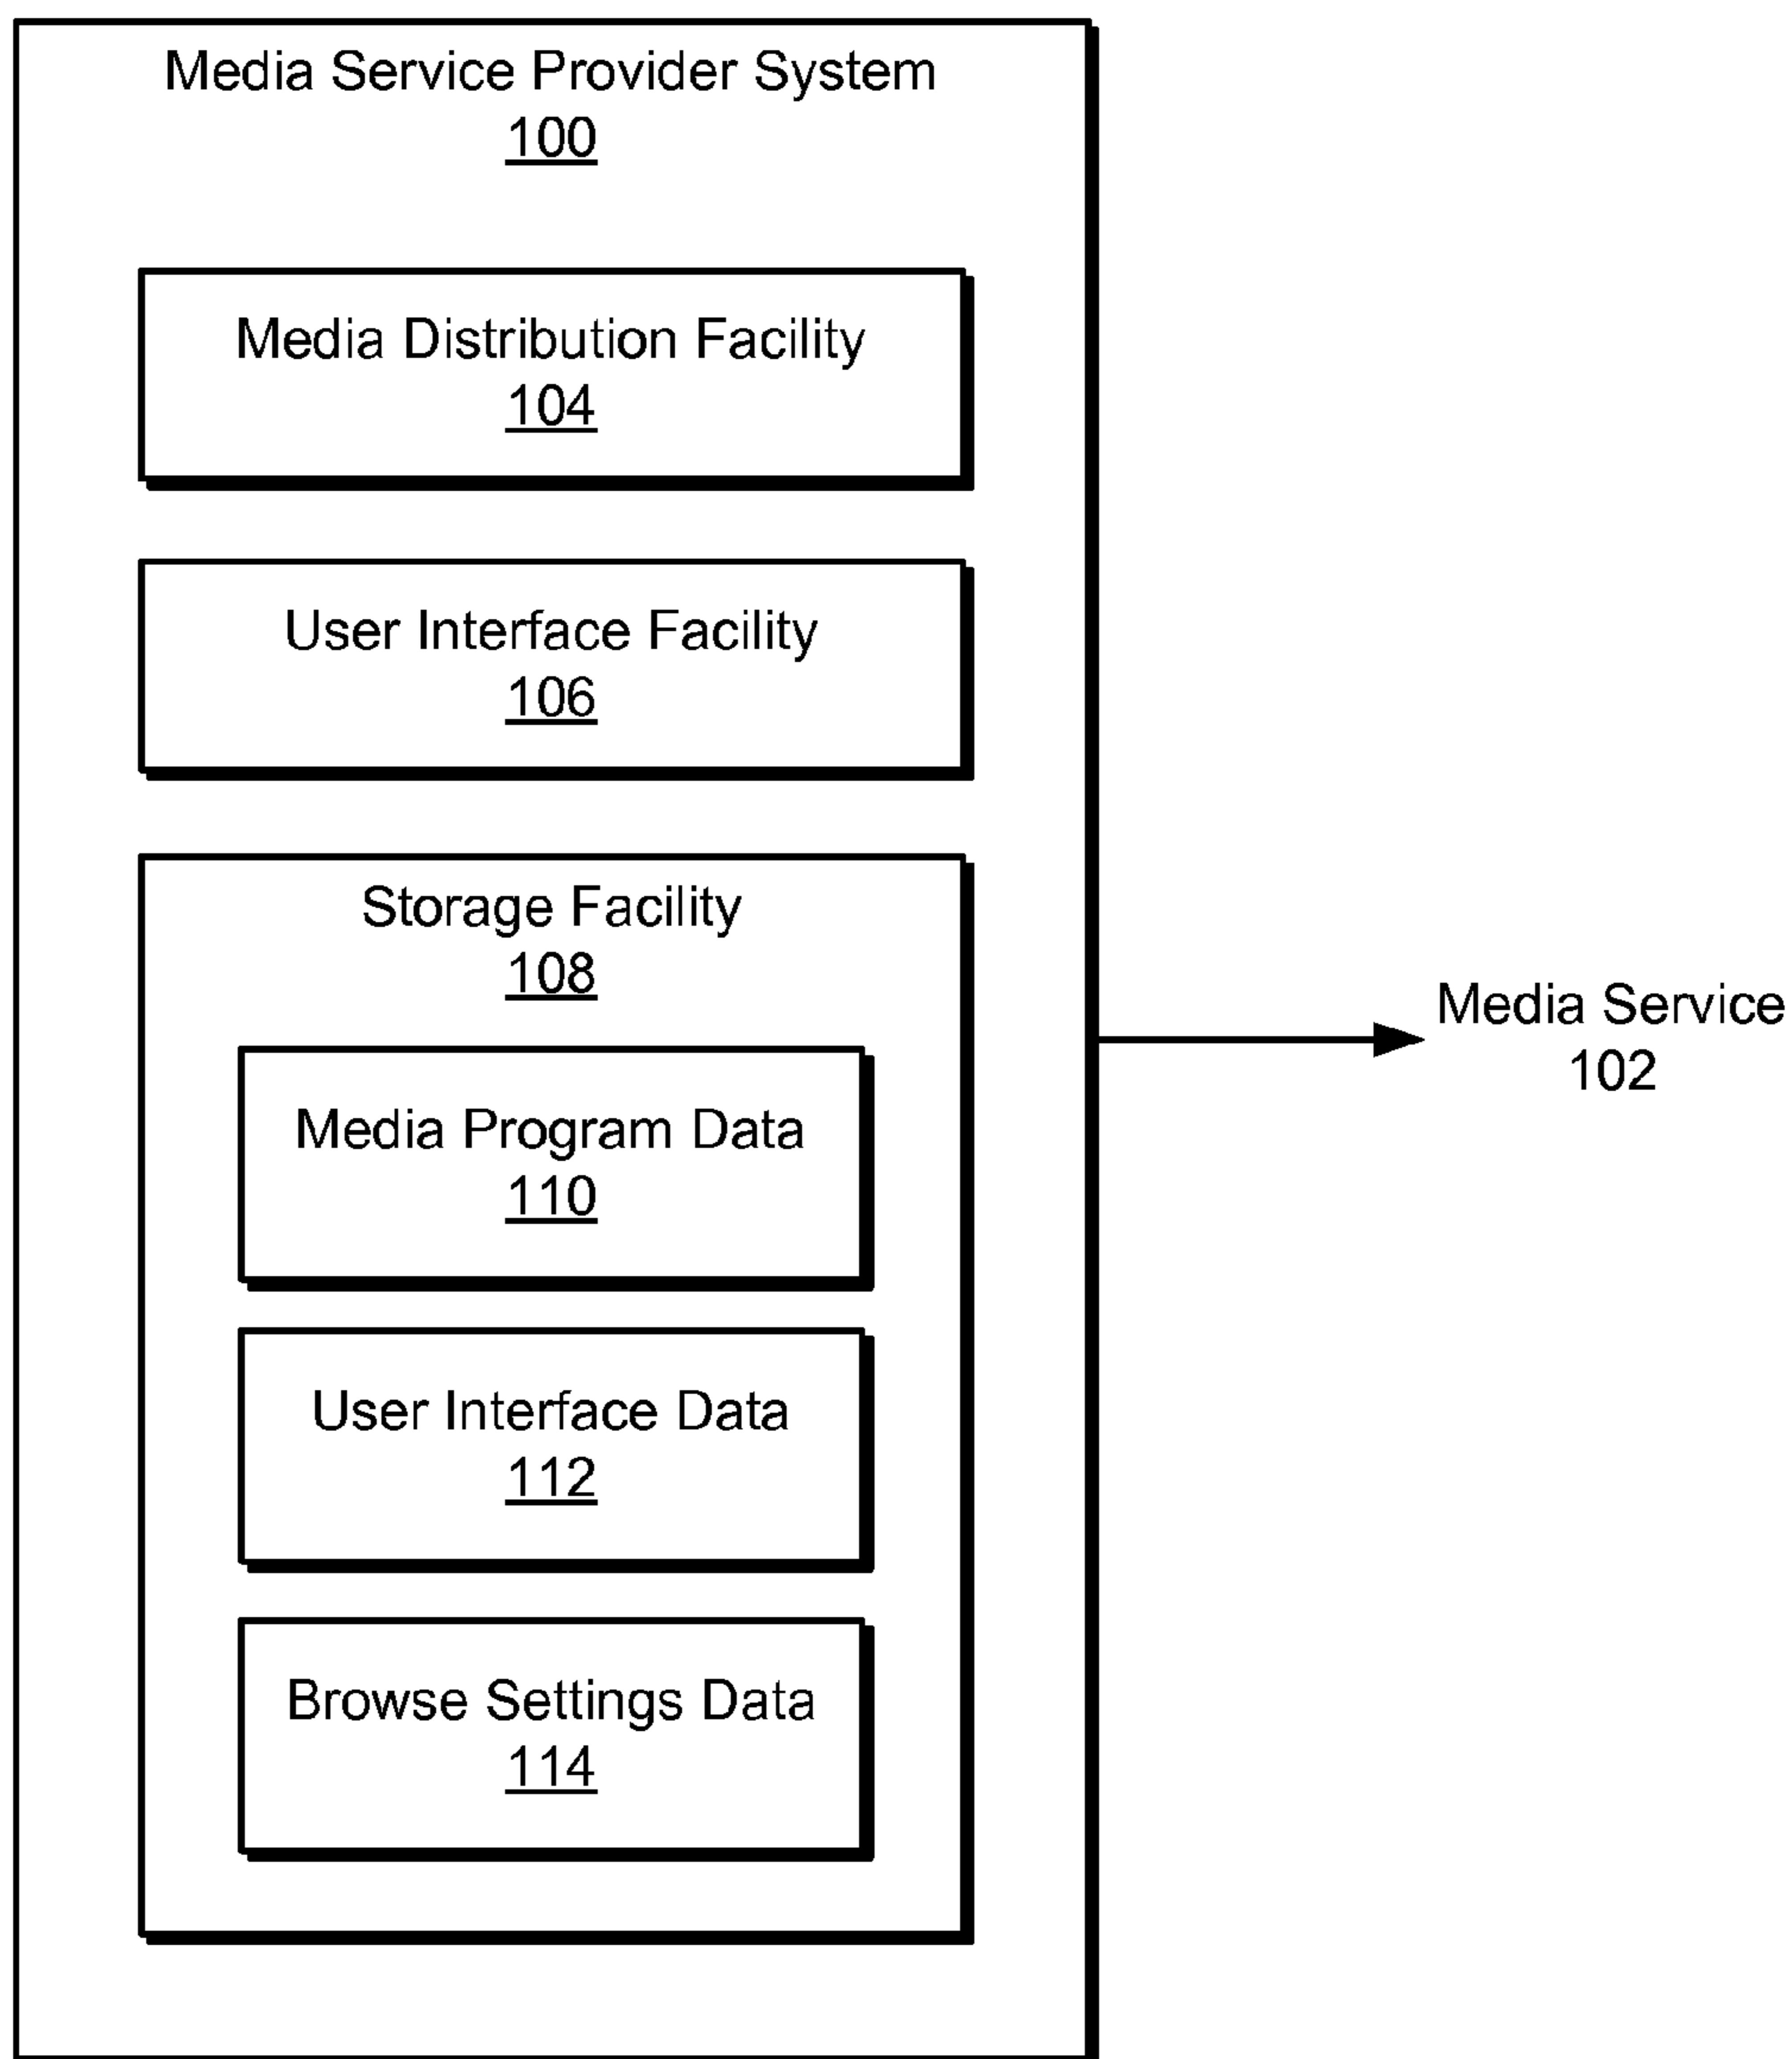 Media Service Provider System
100
Media Distribution Facility
104
User Interface Facility
106
Storage Facility
108
Media Program Data
110
User Interface Data
112
Browse Settings Data
114
Media Service
102